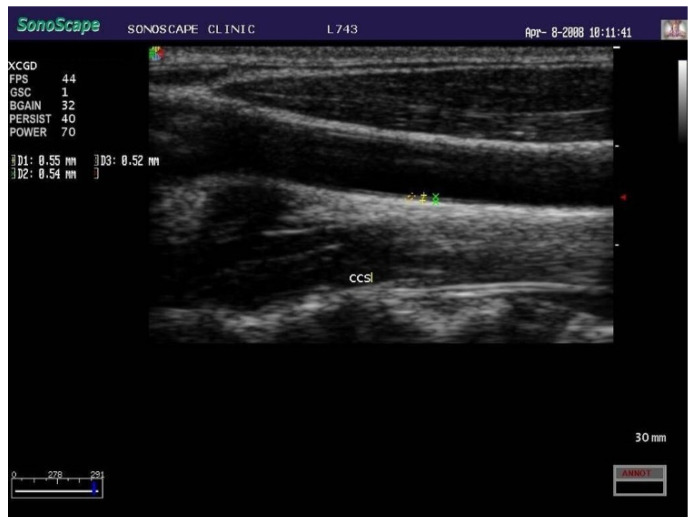 SonoScape SONOSCAPE CLINIC L743 Apr- 8-2008 10:11:41
XCGD
FPS 44
GSC 1
BGAIN 32
PERSIST 40
POWER 70
D1: 0.55 MM D3: 0.52 MM
D2: 0.54 MM
ccs
30 mm
0 278 291
ANNOT